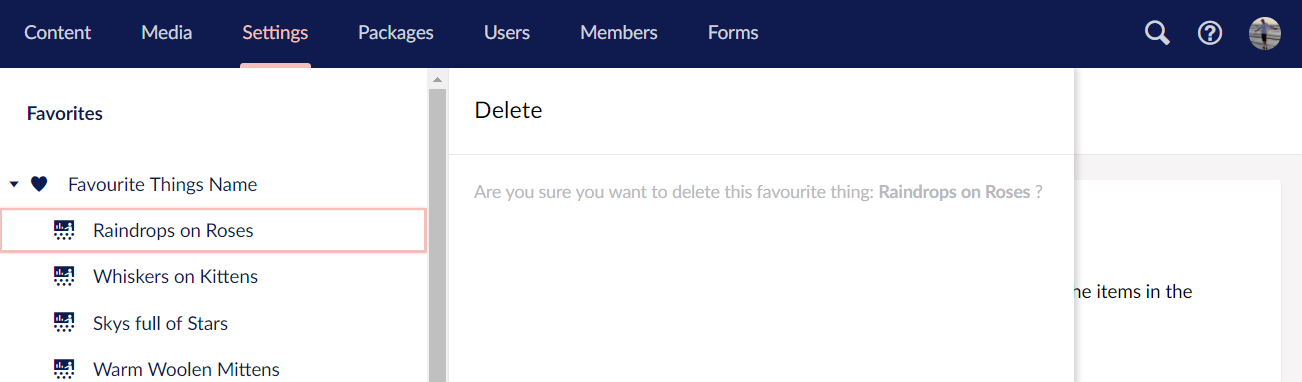 Content Media Settings Packages Users Members Forms
Favorites
Favourite Things Name
Raindrops on Roses
Whiskers on Kittens
Skys full of Stars
Warm Woolen Mittens
Delete
Are you sure you want to delete this favourite thing: Raindrops on Roses ?
items in the